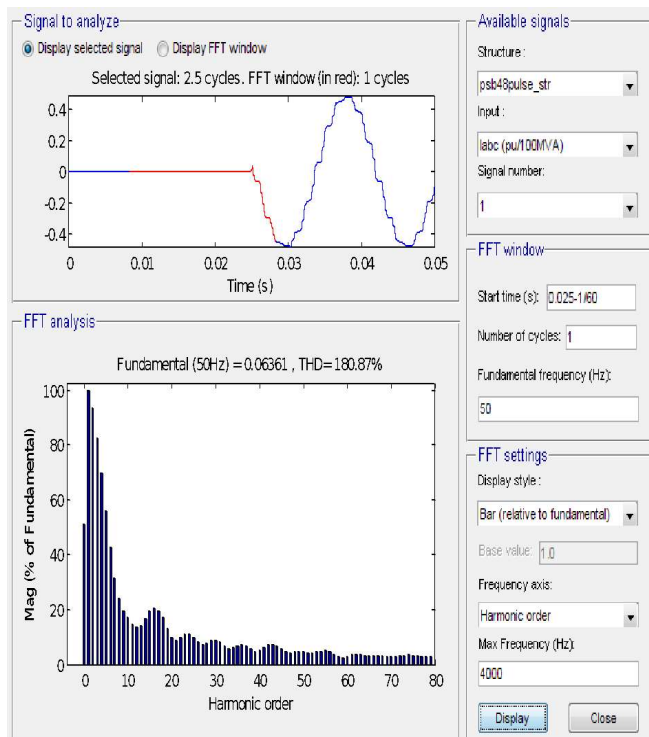 Signal to analyze
Display selected signal
Display FFT window
Selected signal: 2.5 cycles. FFT window (in red): 1 cycles
0.4
0.2
0
-0.2
-0.4
0 0.01 0.02 0.03 0.04 0.05
Time (s)
FFT analysis
Fundamental (50Hz) = 0.06361 , THD= 180.87%
100
80
60
40
20
0
Mag (% of Fundamental)
0 10 20 30 40 50 60 70 80
Harmonic order
Available signals
Structure :
psb48pulse_str
Input :
Iabc (pu/100MVA)
Signal number:
1
FFT window
Start time (s): 0.025-1/60
Number of cycles: 1
Fundamental frequency (Hz):
50
FFT settings
Display style :
Bar (relative to fundamental)
Base value: 1.0
Frequency axis:
Harmonic order
Max Frequency (Hz):
4000
Display
Close